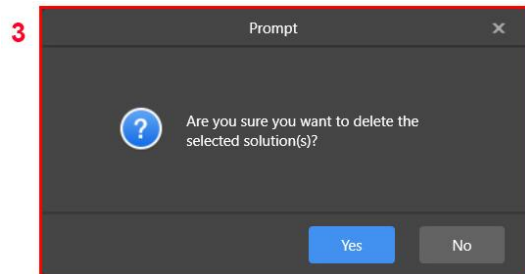 3
Prompt
Are you sure you want to delete the
selected solution(s)?
Yes No